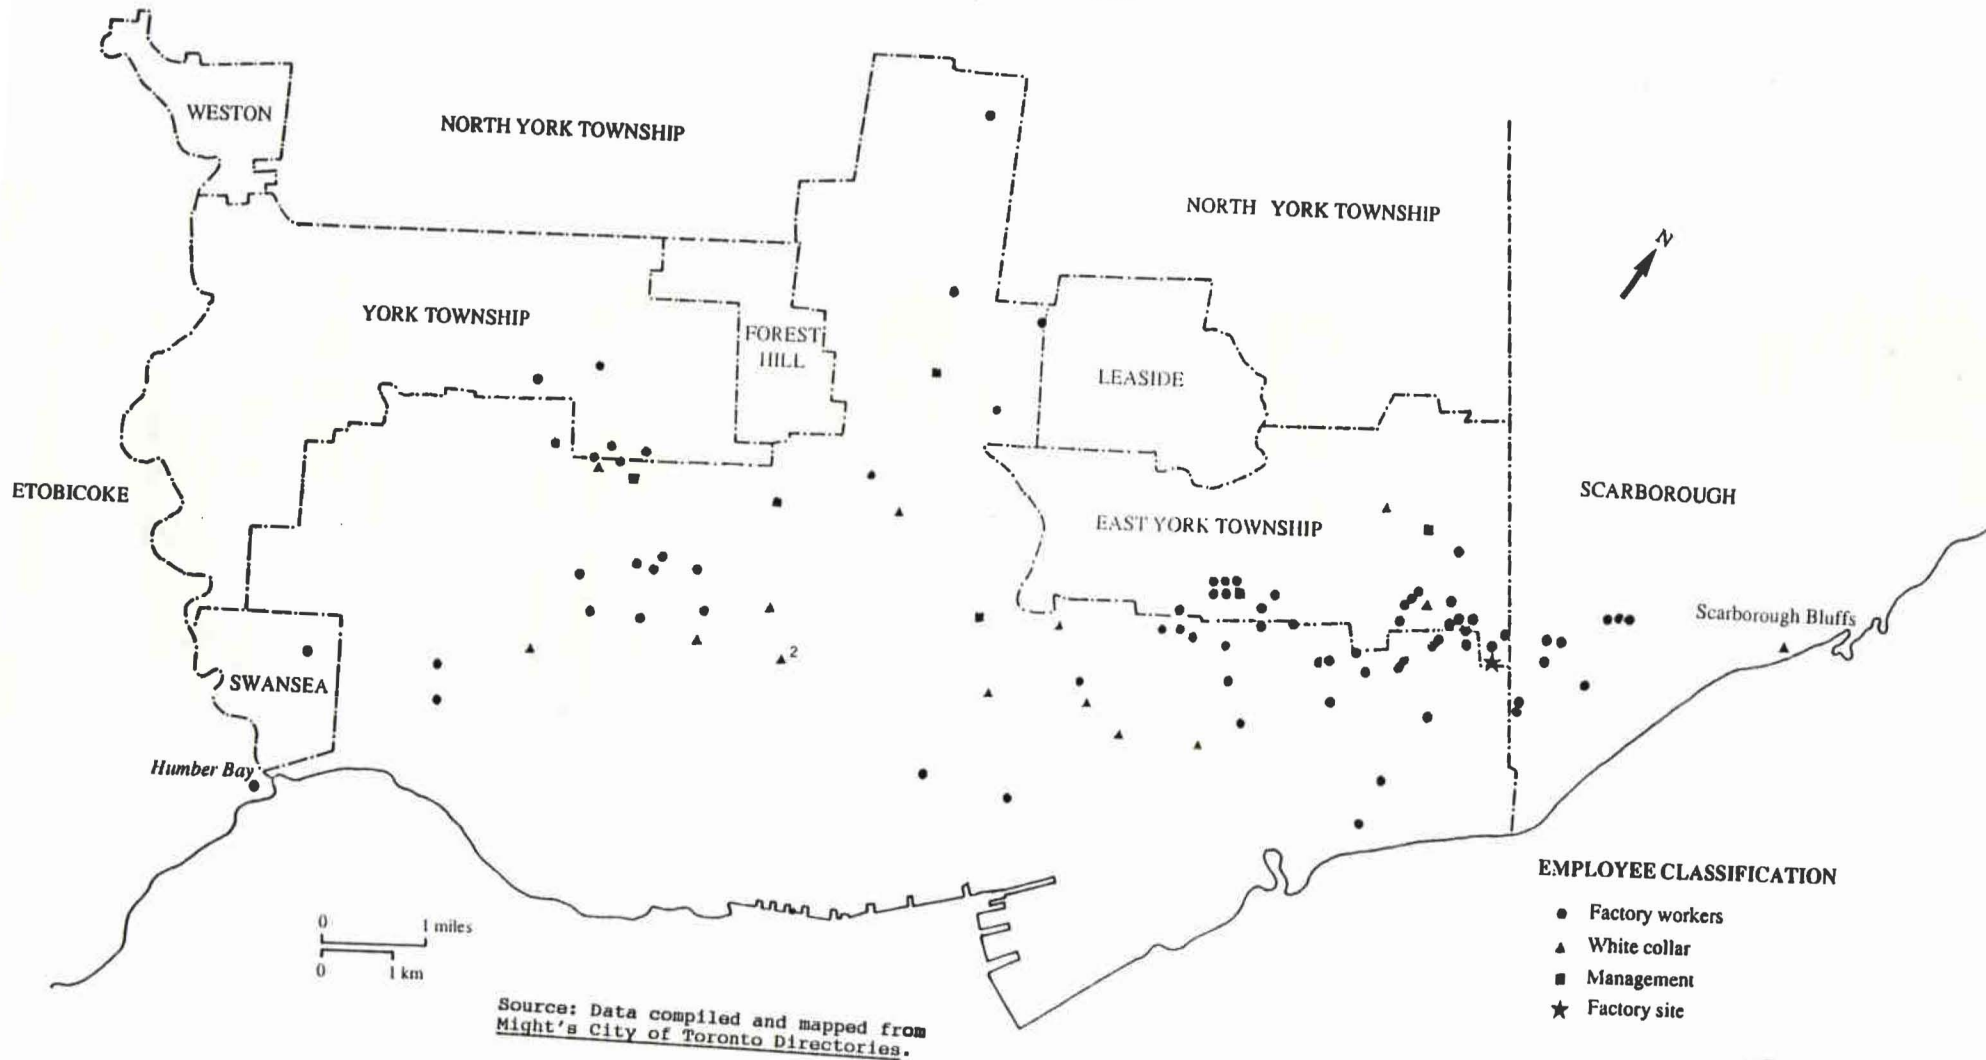 WESTON
NORTH YORK TOWNSHIP
NORTH YORK TOWNSHIP
N
YORK TOWNSHIP
FOREST
HILL
LEASIDE
ETOBICOKE
SCARBOROUGH
EAST YORK TOWNSHIP
Scarborough Bluffs
2
SWANSEA
Humber Bay
EMPLOYEE CLASSIFICATION
Factory workers
White collar
Management
Factory site
0 1 miles
0 1 km
Source: Data compiled and mapped from
Might's City of Toronto Directories.